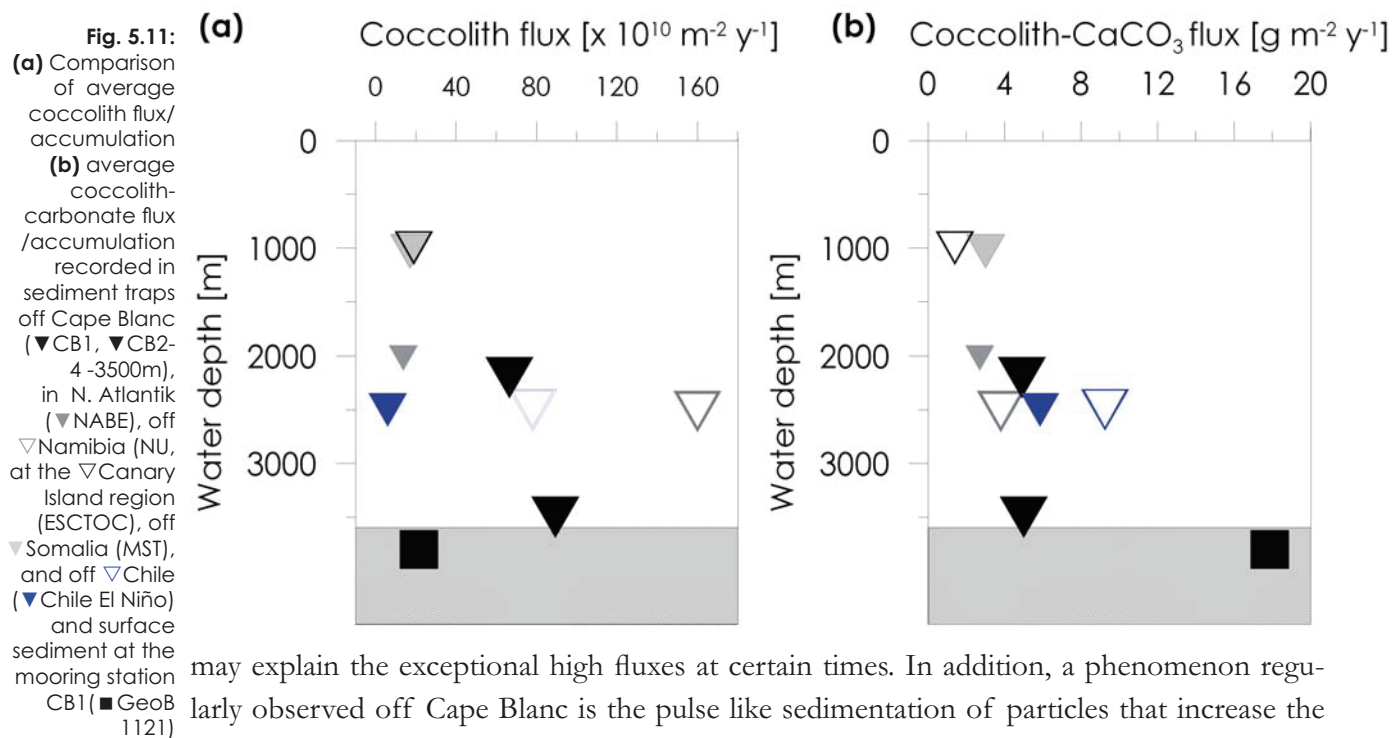 Fig. 5.11:
(a) Comparison
of average
coccolith flux/
accumulation
(b) average
coccolith-
carbonate flux
/accumulation
recorded in
sediment traps
off Cape Blanc
(▼CB1, ▼CB2-
4 -3500m),
in N. Atlantik
(▼NABE), off
▽Namibia (NU,
at the ▽Canary
Island region
(ESCTOC), off
▼Somalia (MST),
and off ▽Chile
(▼Chile El Niño)
and surface
sediment at the
mooring station
CB1(■GeoB
1121)
(a) Coccolith flux [x 10¹⁰ m⁻² y⁻¹]
0 40 80 120 160
Water depth [m]
0
1000
2000
3000
(b) Coccolith-CaCO₃ flux [g m⁻² y⁻¹]
0 4 8 12 16 20
Water depth [m]
0
1000
2000
3000
may explain the exceptional high fluxes at certain times. In addition, a phenomenon regu-
larly observed off Cape Blanc is the pulse like sedimentation of particles that increase the